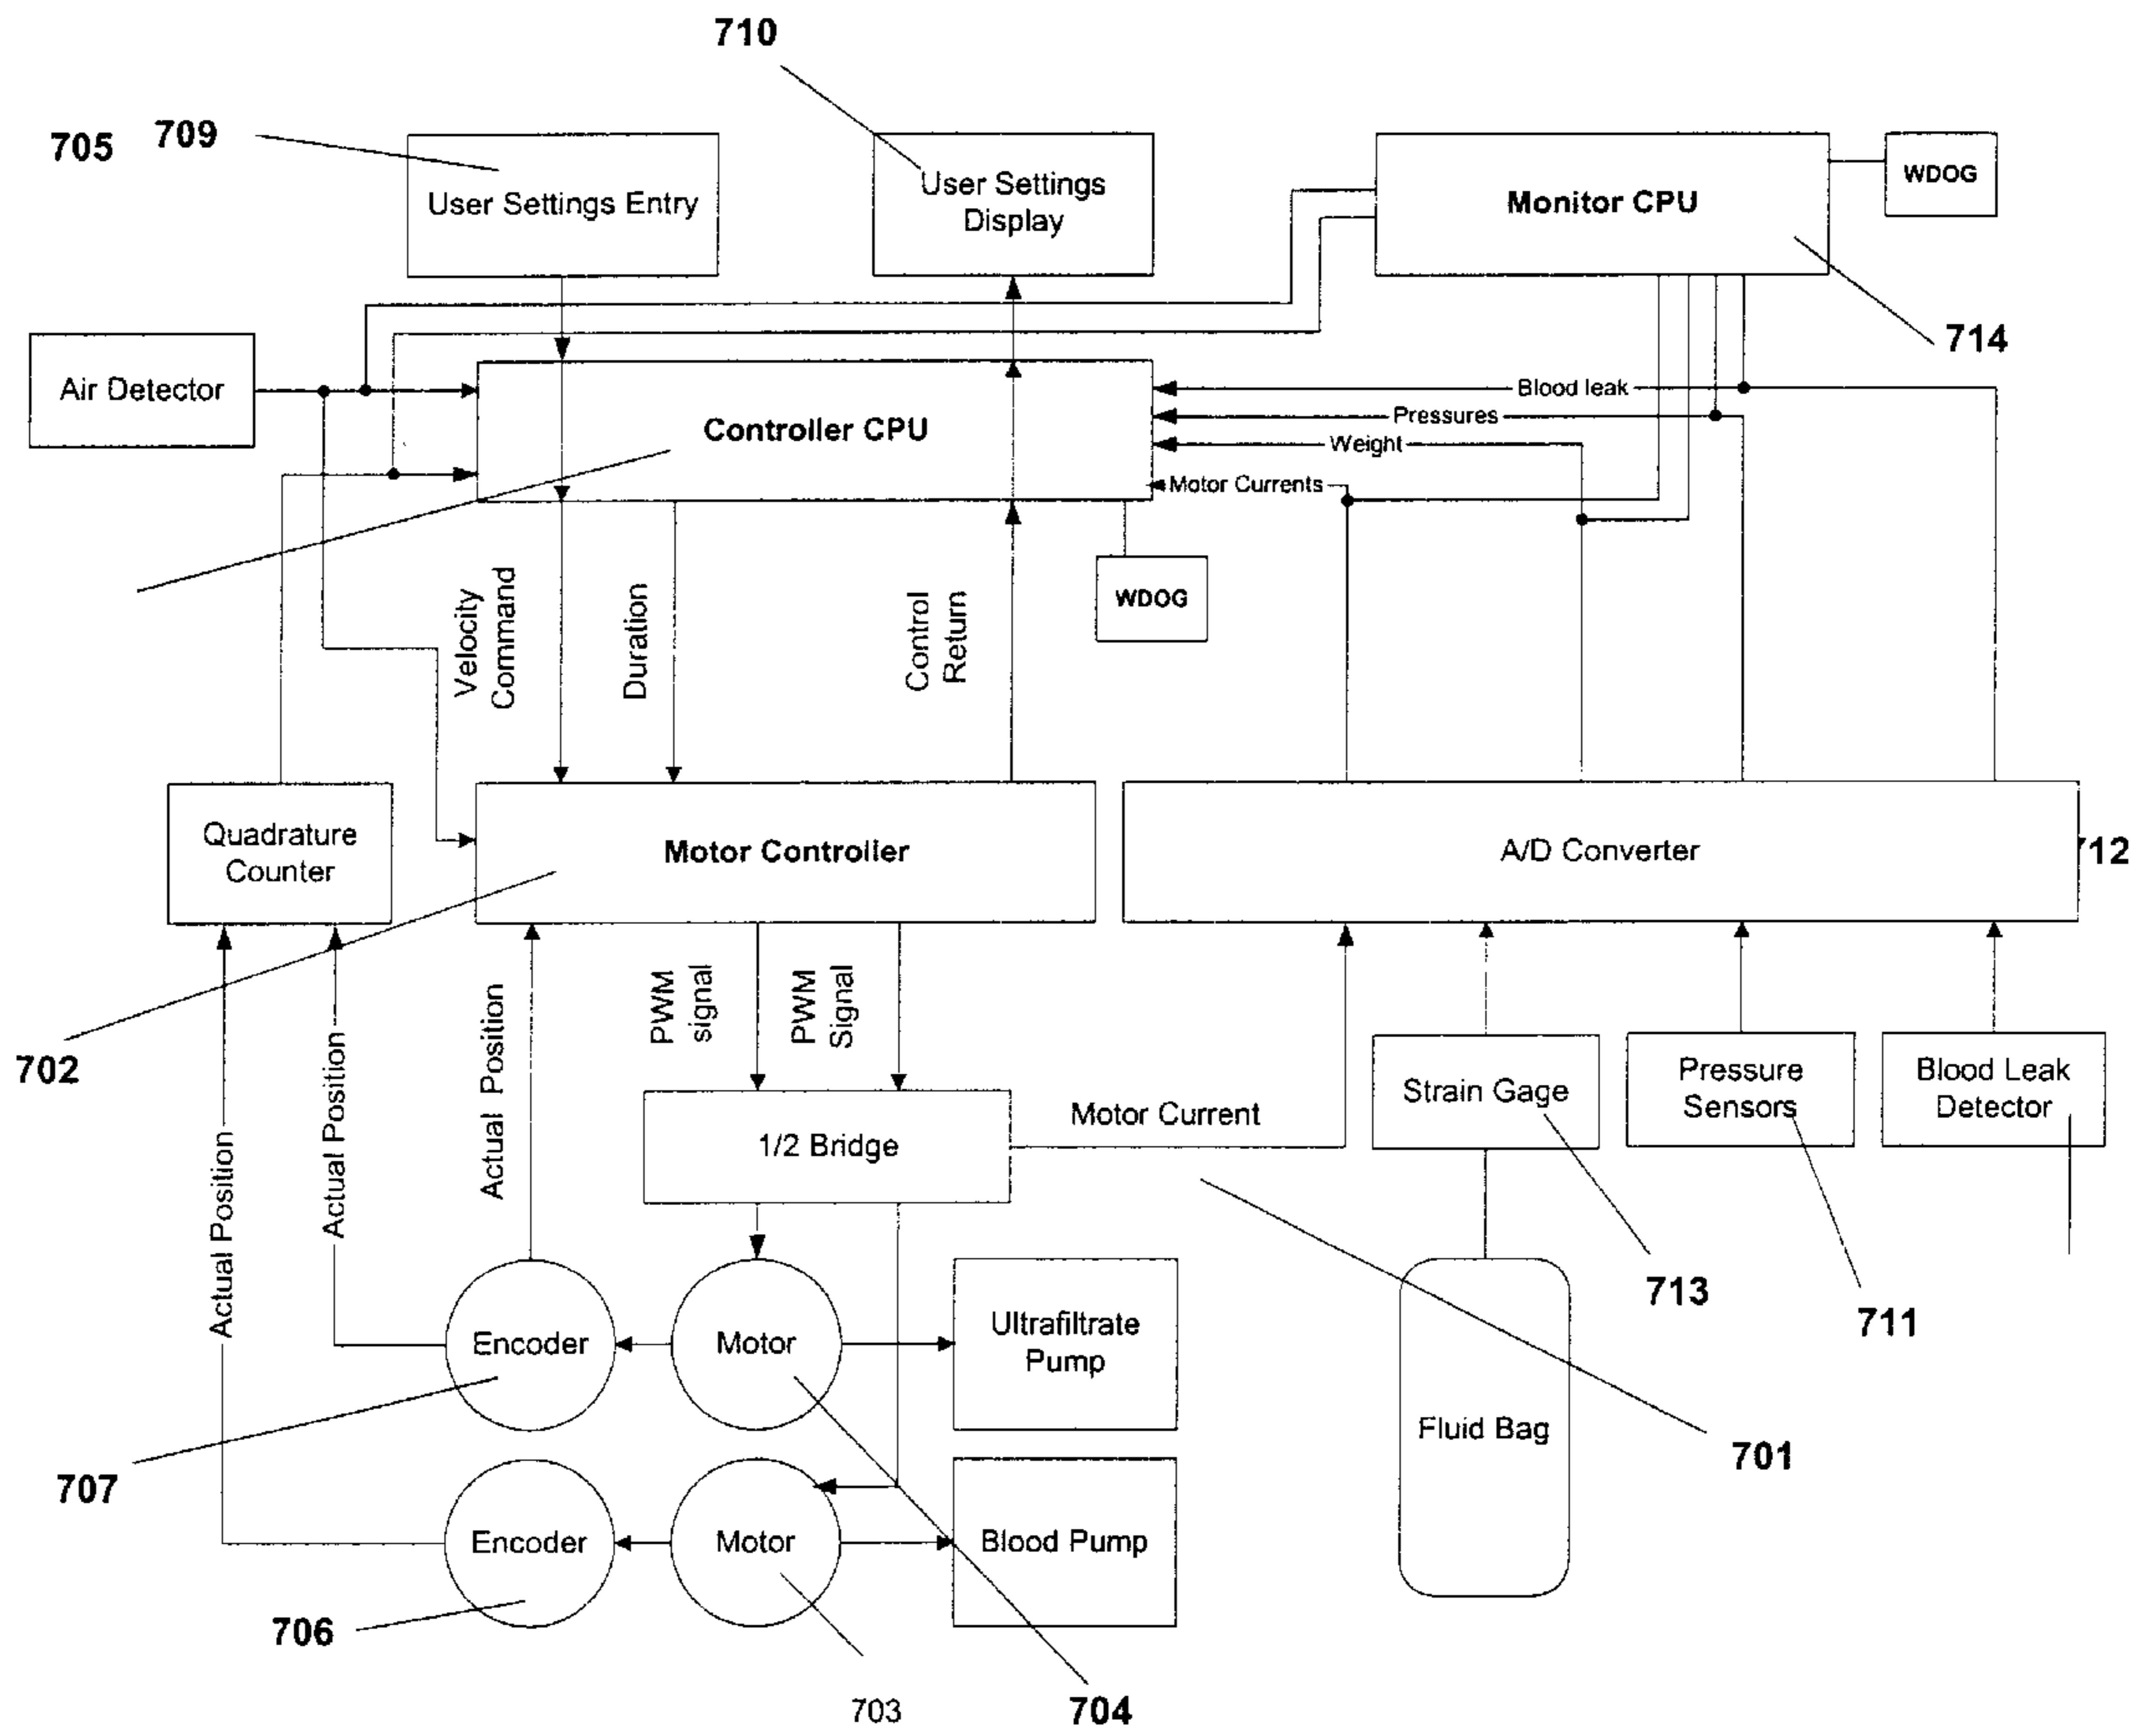 710
705
709
User Settings Entry
User Settings
Display
Monitor CPU
WDOG
714
Air Detector
Controller CPU
Blood leak
Pressures
Weight
Motor Currents
WDOG
Velocity
Command
Duration
Control
Return
Quadrature
Counter
Motor Controller
A/D Converter
712
702
Actual Position
Actual Position
Actual Position
PWM
signal
PWM
Signal
1/2 Bridge
Motor Current
Strain Gage
Pressure
Sensors
Blood Leak
Detector
713
711
701
Encoder
Motor
Ultrafiltrate
Pump
Fluid Bag
707
Encoder
Motor
Blood Pump
706
703
704